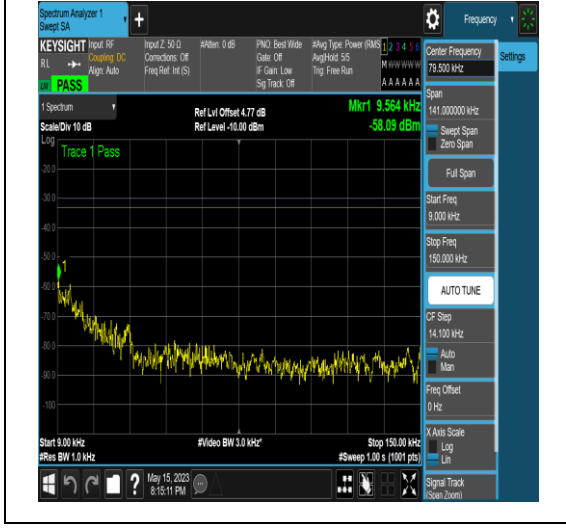 Spectrum Analyzer 1
Swept SA
Frequency
KEYSIGHT
RL
PASS
Input: RF
Coupling: DC
Align: Auto
Input Z: 50 Ω
Corrections: Off
Freq Ref: Int (S)
#Atten: 0 dB
PNO: Best Wide
Gate: Off
IF Gain: Low
Sig Track: Off
#Avg Type: Power (RMS
Avg|Hold: 5/5
Trig: Free Run
1 2 3 4 5 6
M W W W W W
A A A A A A
1 Spectrum
Scale/Div 10 dB
Ref Lvl Offset 4.77 dB
Ref Level -10.00 dBm
Mkr1 9.564 kHz
-58.09 dBm
Log
Trace 1 Pass
-20.0
-30.0
-40.0
-50.0
-60.0
-70.0
-80.0
-90.0
-100
1
Start 9.00 kHz
#Res BW 1.0 kHz
#Video BW 3.0 kHz*
Stop 150.00 kHz
#Sweep 1.00 s (1001 pts)
May 15, 2023
8:15:11 PM
Center Frequency
79.500 kHz
Settings
Span
141.000000 kHz
Swept Span
Zero Span
Full Span
Start Freq
9.000 kHz
Stop Freq
150.000 kHz
AUTO TUNE
CF Step
14.100 kHz
Auto
Man
Freq Offset
0 Hz
X Axis Scale
Log
Lin
Signal Track
(Span Zoom)